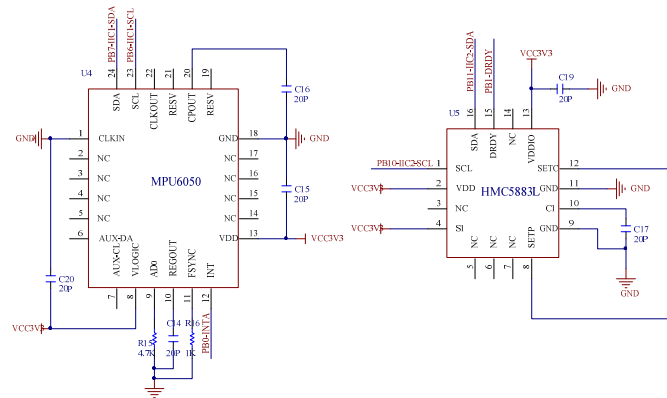 U4
PB7-IIC1-SDA
PB6-IIC1-SCL
24
23
22
21
20
19
SDA
SCL
CLKOUT
RESV
CPOUT
RESV
C16
20P
GND
1
CLKIN
GND
18
GND
2
NC
NC
17
3
NC
NC
16
4
NC
NC
15
5
NC
NC
14
6
AUX-DA
VDD
13
VCC3V3
MPU6050
C15
20P
AUX-CL
VLOGIC
AD0
REGOUT
FSYNC
INT
7
8
9
10
11
12
C20
20P
VCC3V3
R15
4.7K
C14
20P
R16
1K
PB0-INTA
U5
PB11-IIC2-SDA
PB1-DRDY
VCC3V3
C19
20P
GND
16
15
14
13
SDA
DRDY
NC
VDDIO
PB10-IIC2-SCL
1
SCL
SETC
12
VCC3V3
2
VDD
GND
11
GND
3
NC
CI
10
VCC3V3
4
SI
GND
9
HMC5883L
C17
20P
NC
NC
NC
SETP
5
6
7
8
GND